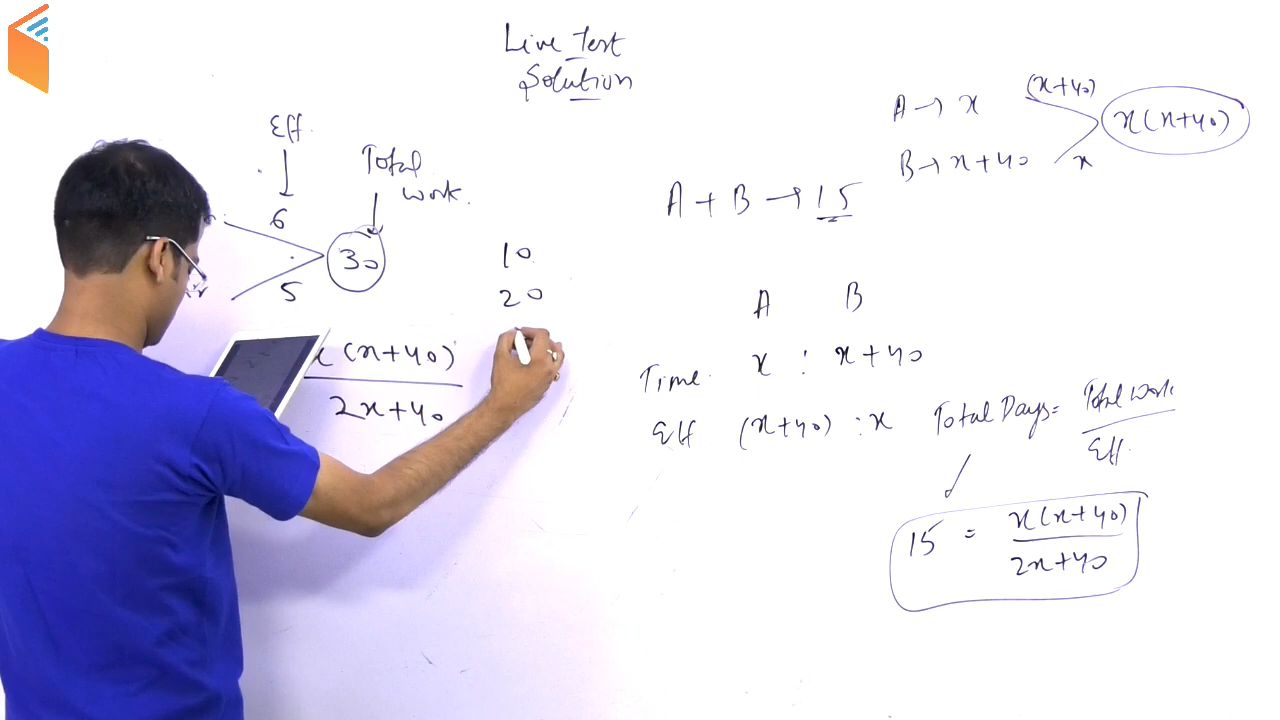 Live Test
Solution
Eff.
6
5
Total
work.
30
10
20
x (x+40)
2x+40
A → x (x+40)
B → x+40 x
x(x+40)
A + B → 15
A B
Time. x : x+40
Eff (x+40) : x
Total Days = Total Work
Eff.
15 = x(x+40)
2x+40